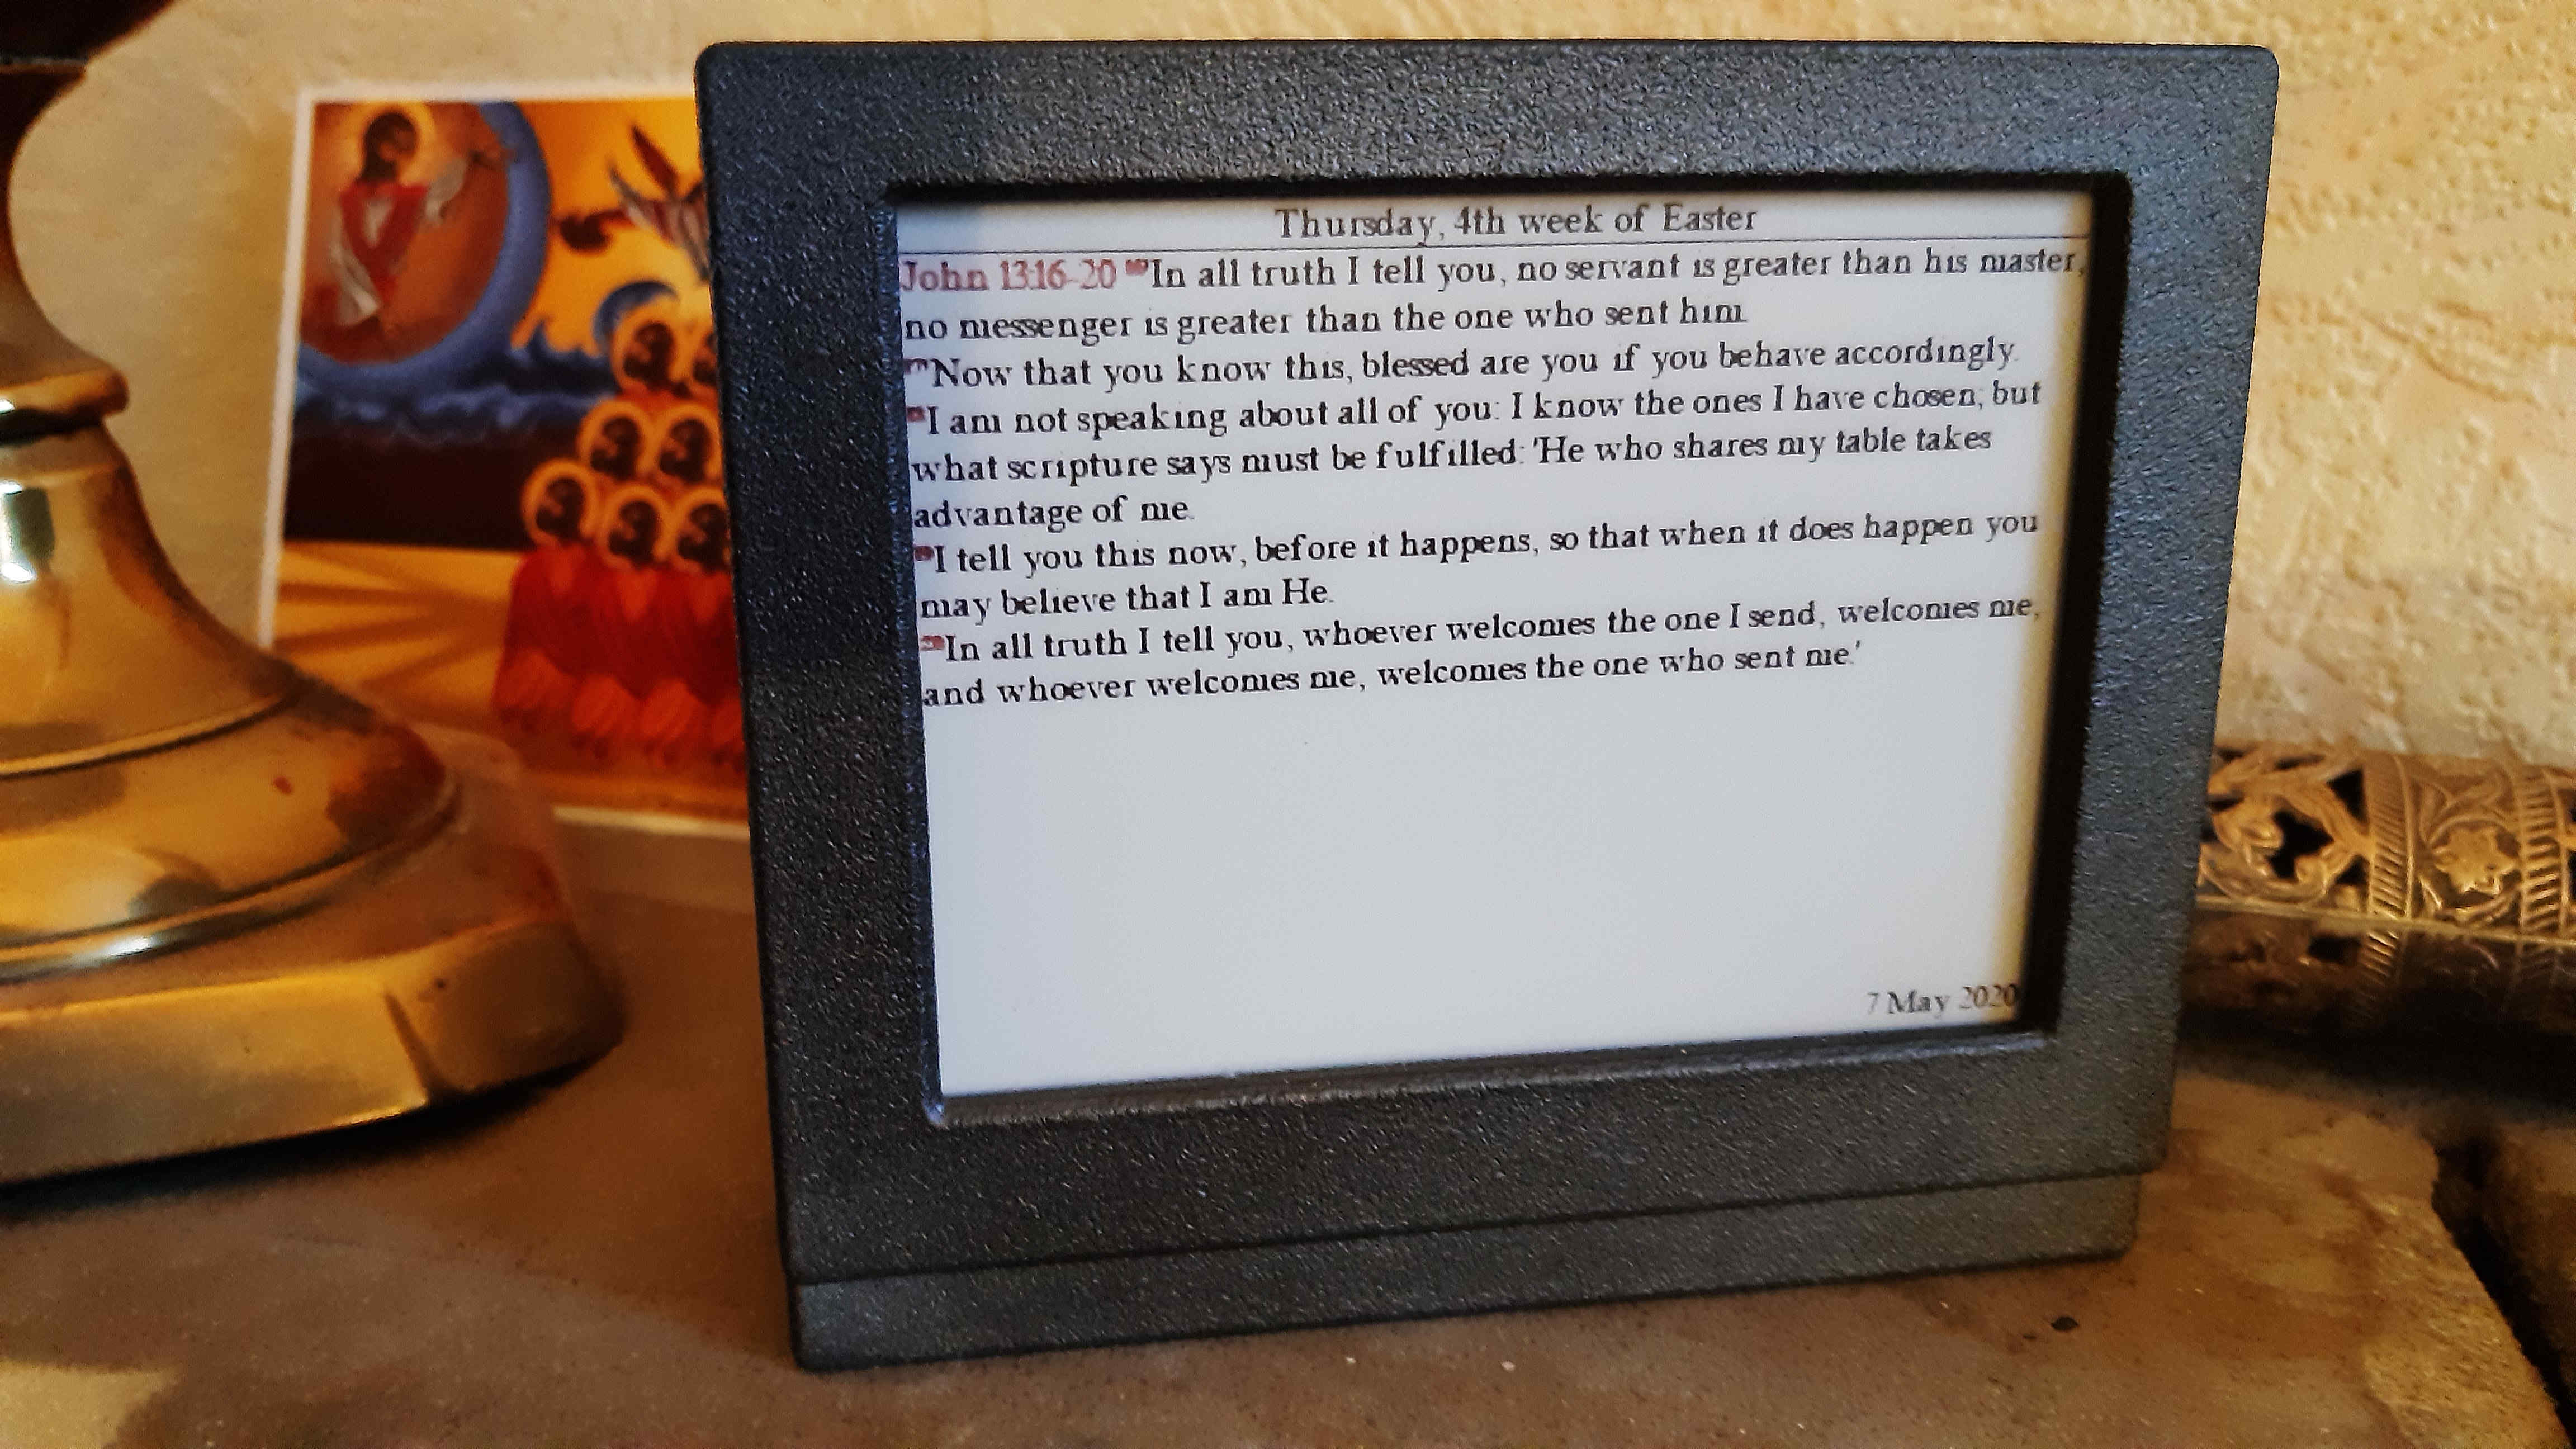 Thursday, 4th week of Easter
John 13:16-20 16In all truth I tell you, no servant is greater than his master,
no messenger is greater than the one who sent him.
17Now that you know this, blessed are you if you behave accordingly.
18I am not speaking about all of you: I know the ones I have chosen; but
what scripture says must be fulfilled: 'He who shares my table takes
advantage of me.
19I tell you this now, before it happens, so that when it does happen you
may believe that I am He.
20In all truth I tell you, whoever welcomes the one I send, welcomes me,
and whoever welcomes me, welcomes the one who sent me.'
7 May 2020